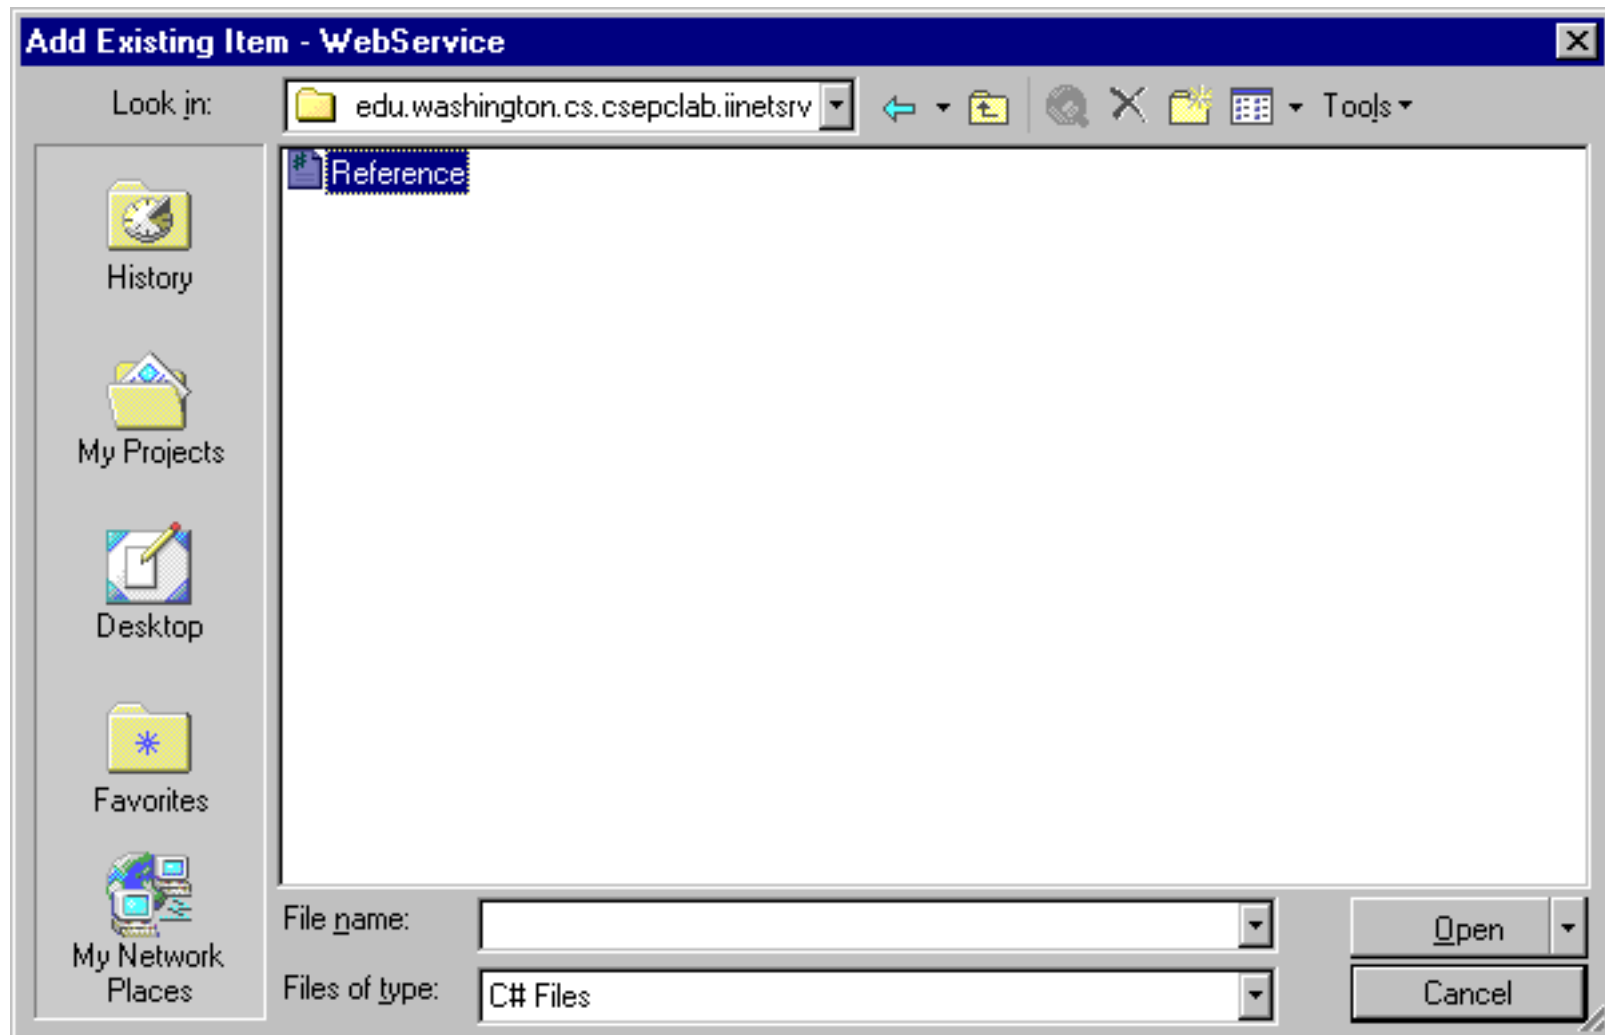 Add Existing Item - WebService
Look in:
edu.washington.cs.csepclab.iinetsrv
Tools
Reference
History
My Projects
Desktop
Favorites
My Network
Places
File name:
Open
Files of type:
C# Files
Cancel